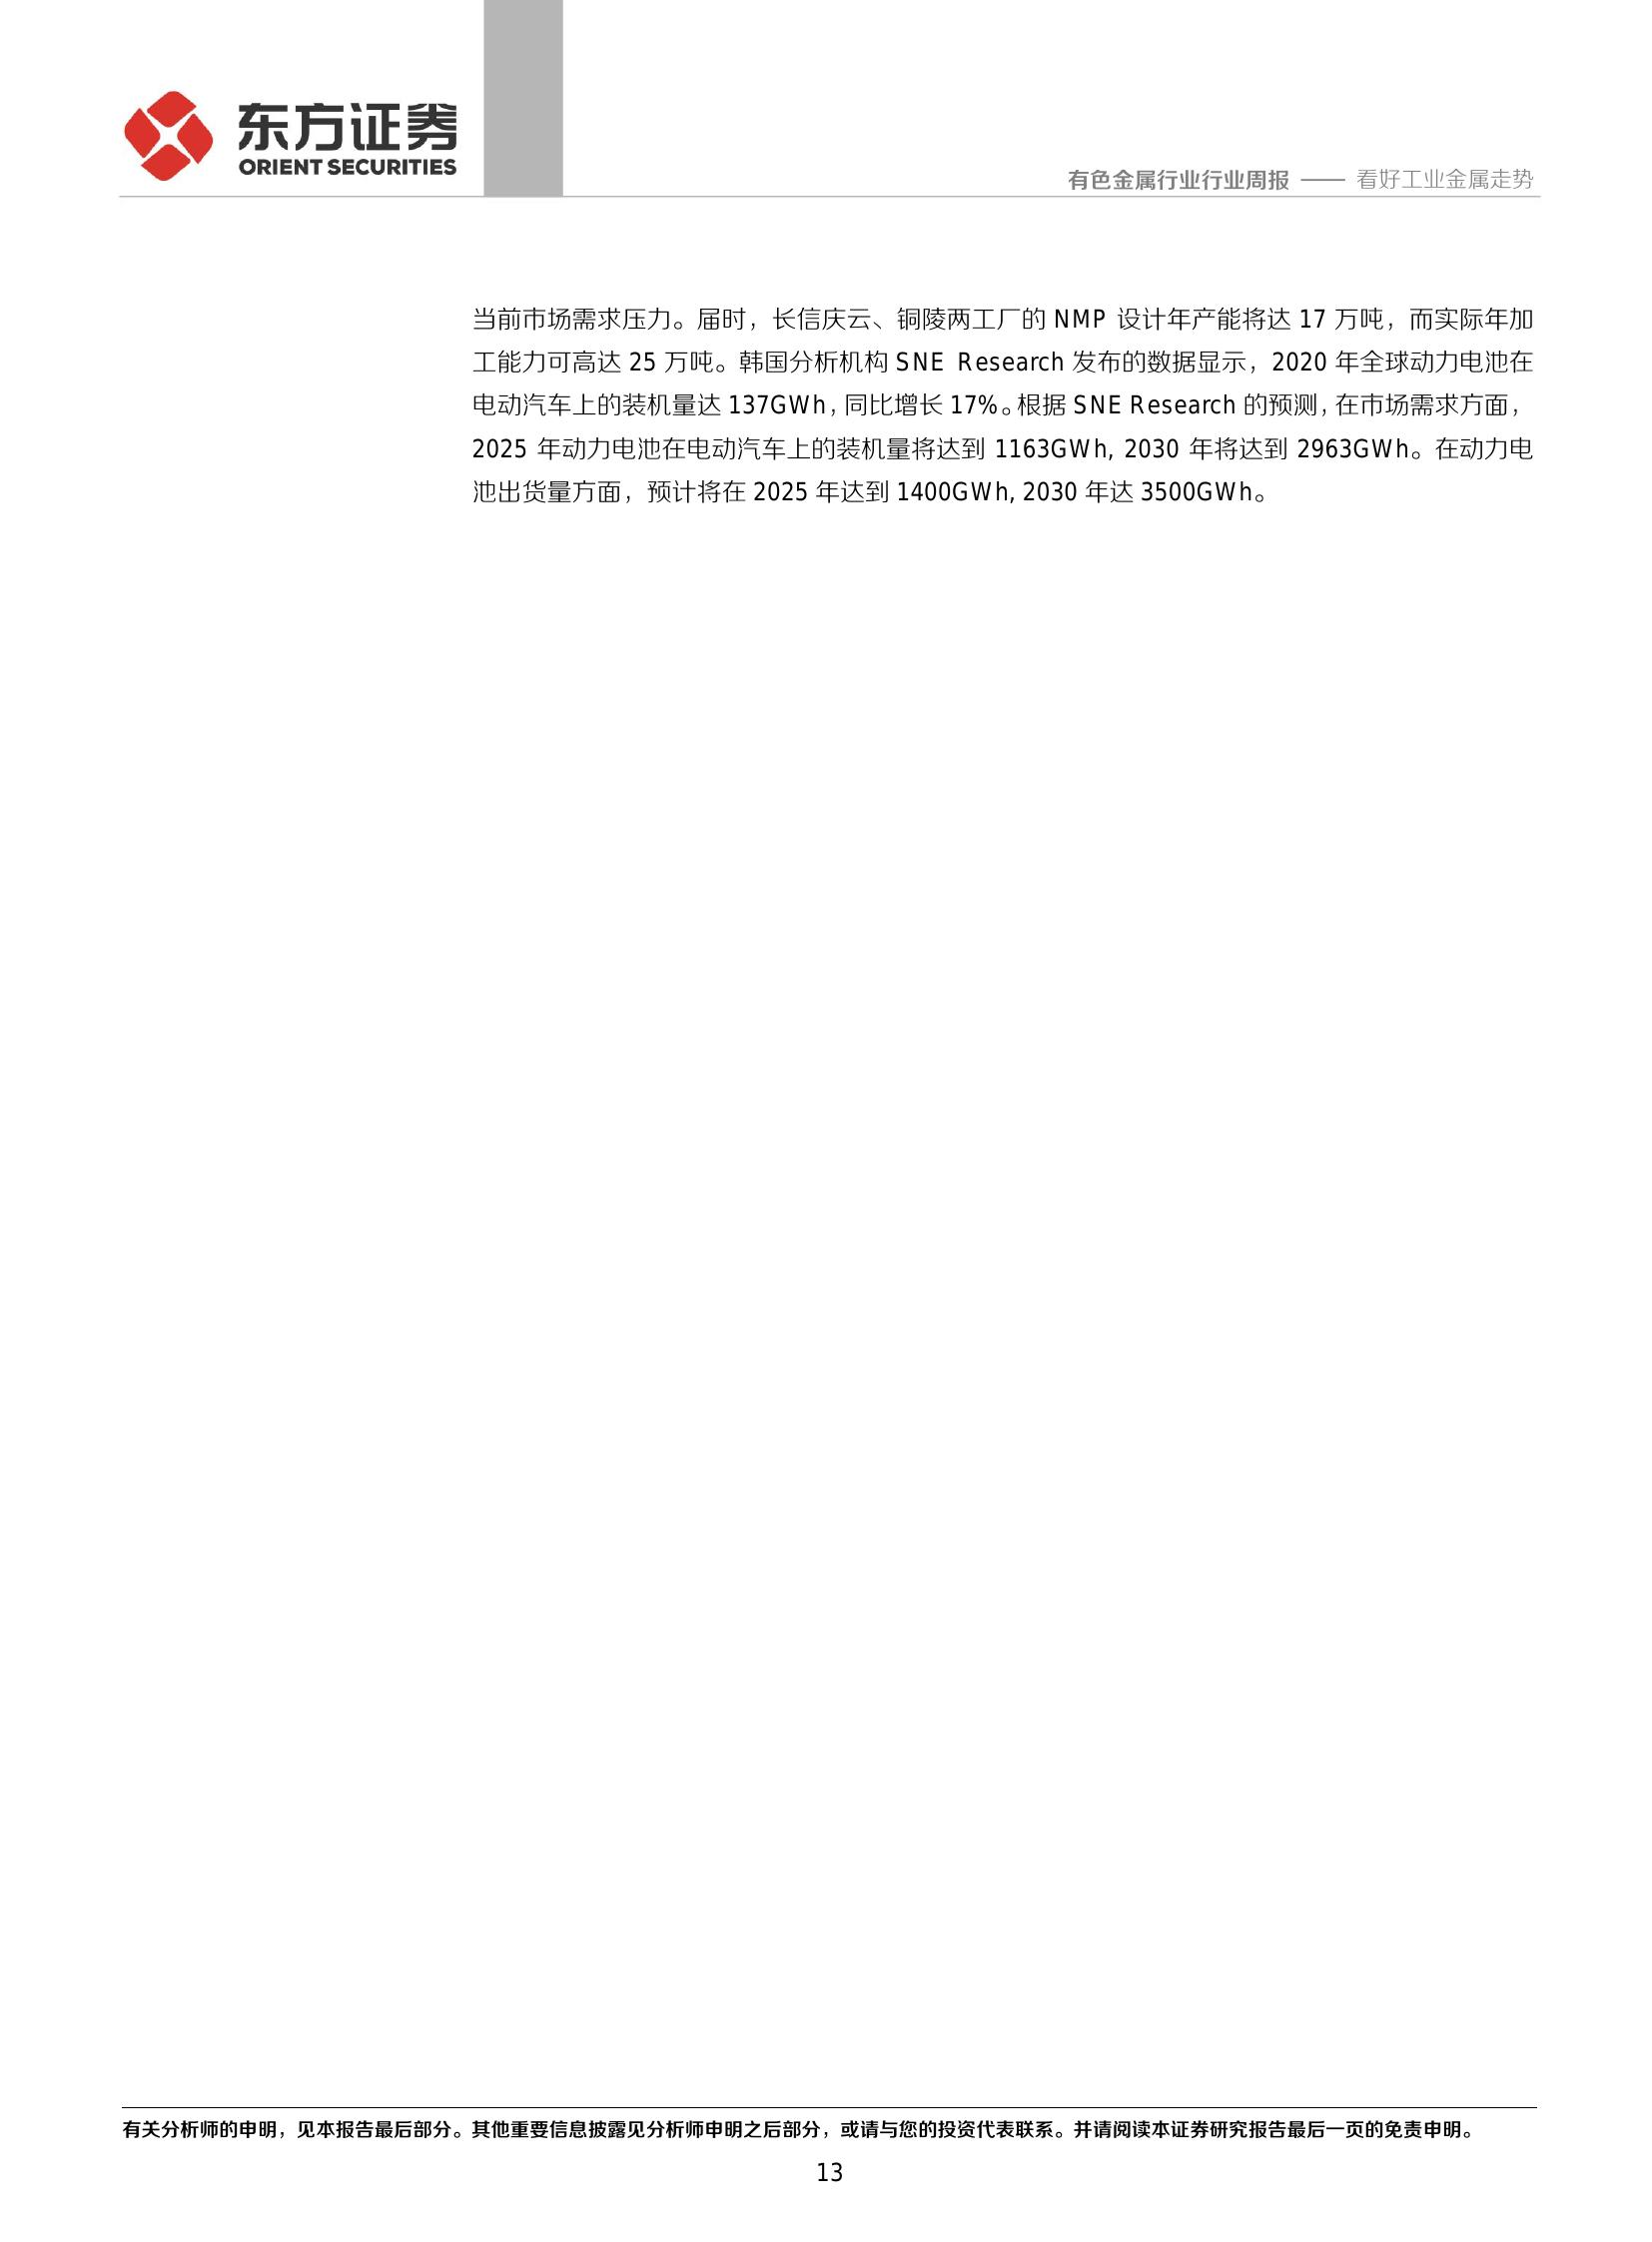 东方证券
ORIENT SECURITIES
有色金属行业行业周报 —— 看好工业金属走势
当前市场需求压力。届时，长信庆云、铜陵两工厂的 NMP 设计年产能将达 17 万吨，而实际年加
工能力可高达 25 万吨。韩国分析机构 SNE Research 发布的数据显示，2020 年全球动力电池在
电动汽车上的装机量达 137GWh，同比增长 17%。根据 SNE Research 的预测，在市场需求方面，
2025 年动力电池在电动汽车上的装机量将达到 1163GWh, 2030 年将达到 2963GWh。在动力电
池出货量方面，预计将在 2025 年达到 1400GWh, 2030 年达 3500GWh。
有关分析师的申明，见本报告最后部分。其他重要信息披露见分析师申明之后部分，或请与您的投资代表联系。并请阅读本证券研究报告最后一页的免责申明。
13